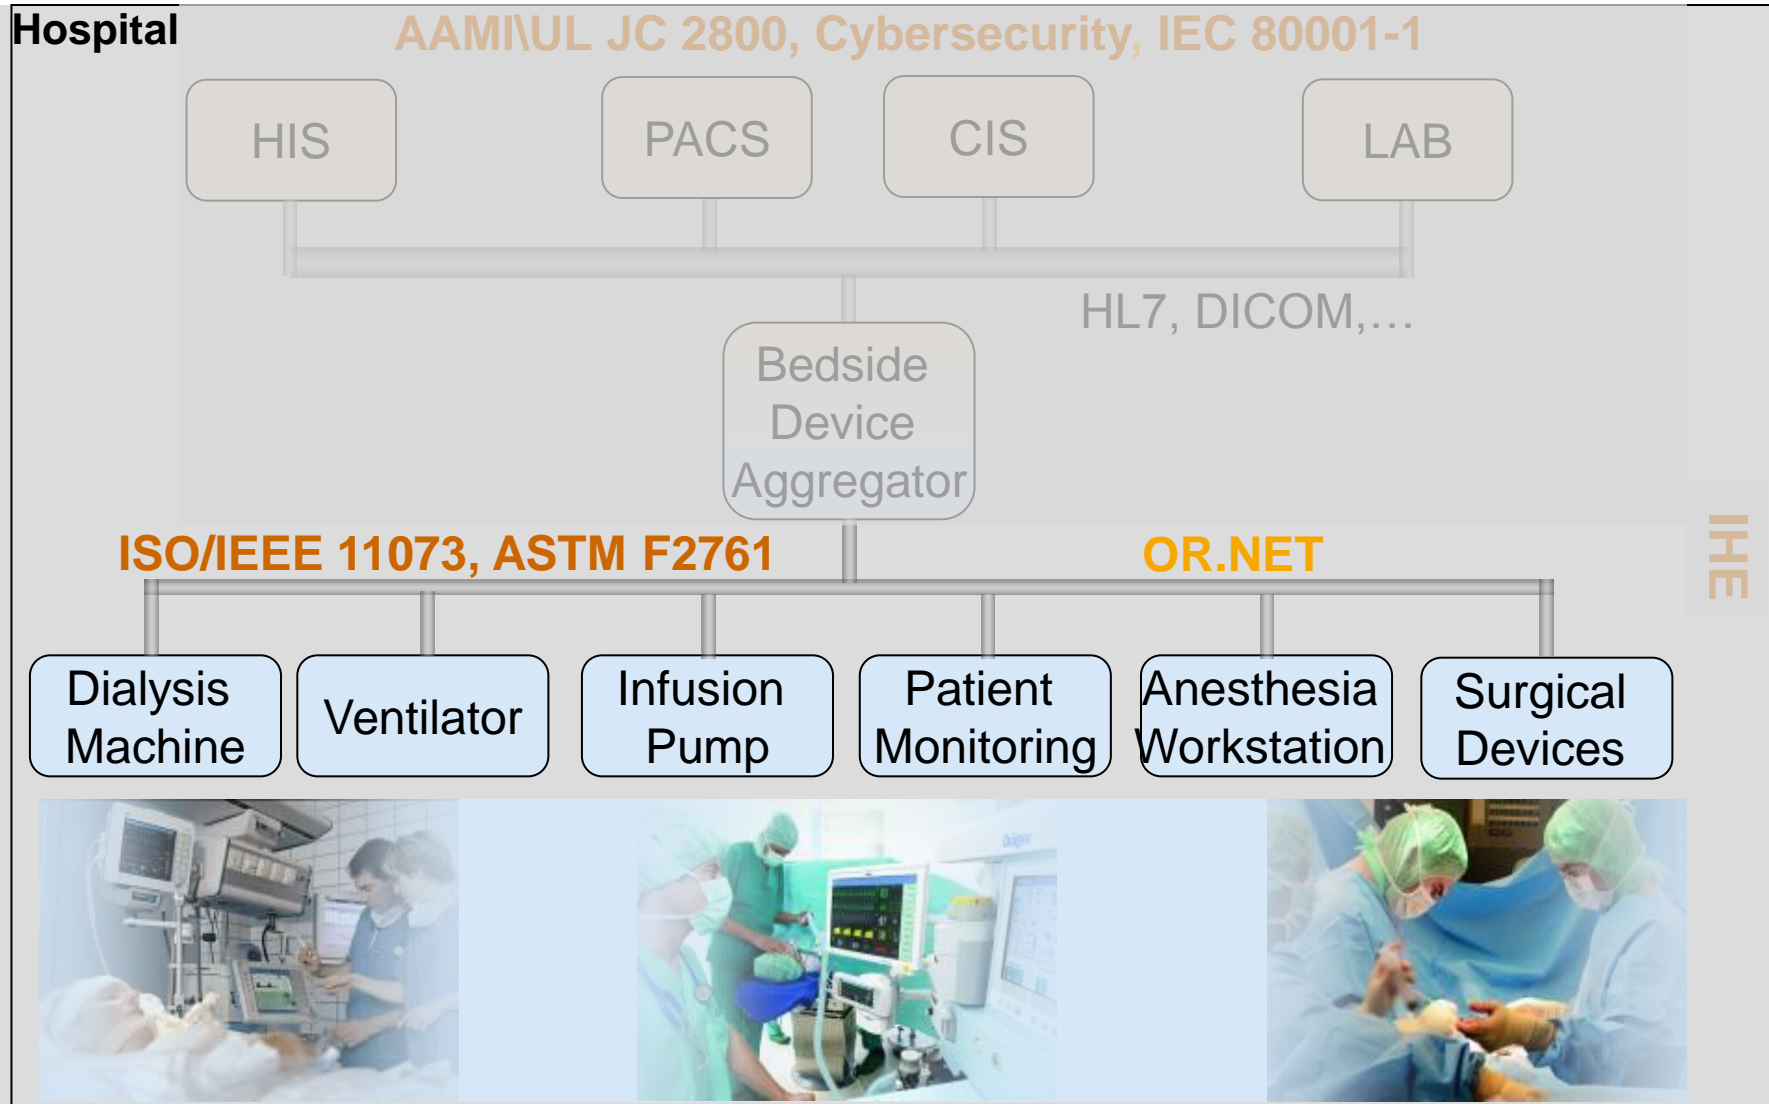 Hospital
AAMI\UL JC 2800, Cybersecurity, IEC 80001-1
HIS
PACS
CIS
LAB
HL7, DICOM,...
Bedside
Device
Aggregator
ISO/IEEE 11073, ASTM F2761
OR.NET
IHE
Dialysis
Machine
Ventilator
Infusion
Pump
Patient
Monitoring
Anesthesia
Workstation
Surgical
Devices
Dräger